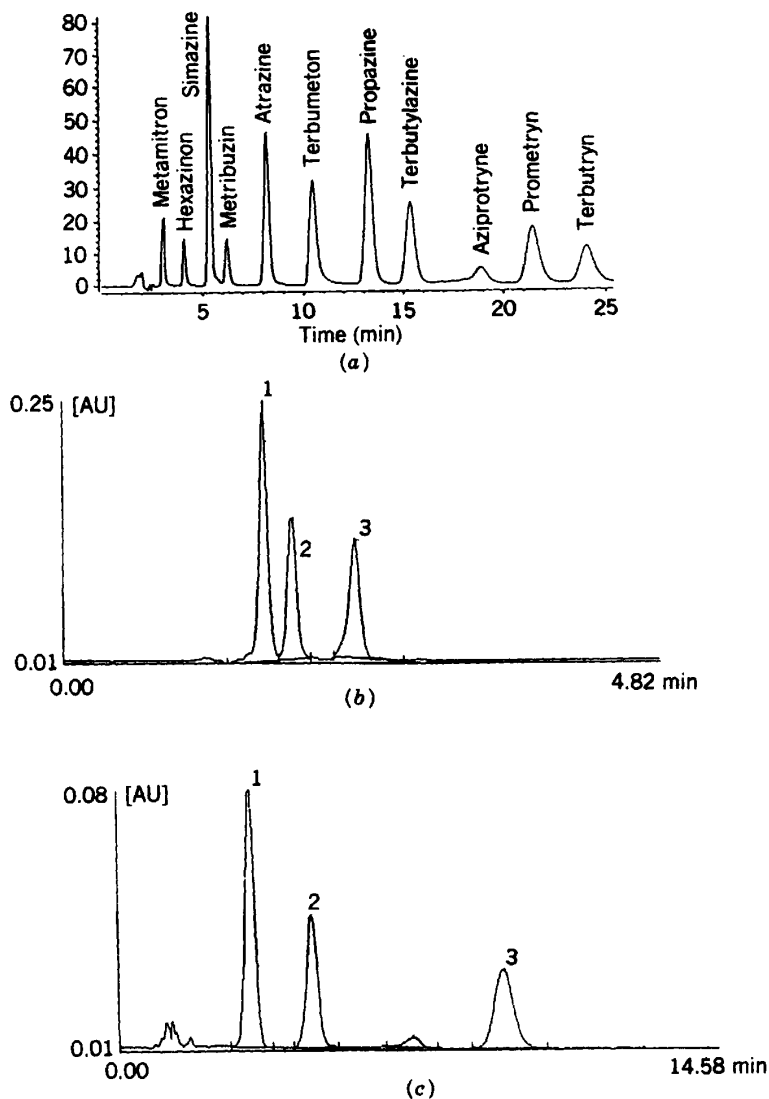 80
70
60
50
40
30
20
10
0
Metamitron
Hexazinon
Simazine
Metribuzin
Atrazine
Terbumeton
Propazine
Terbutylazine
Aziprotryne
Prometryn
Terbutryn
5 10 15 20 25
Time (min)
(a)
0.25 [AU]
1
2
3
0.01
0.00 4.82 min
(b)
0.08 [AU]
1
2
3
0.01
0.00 14.58 min
(c)